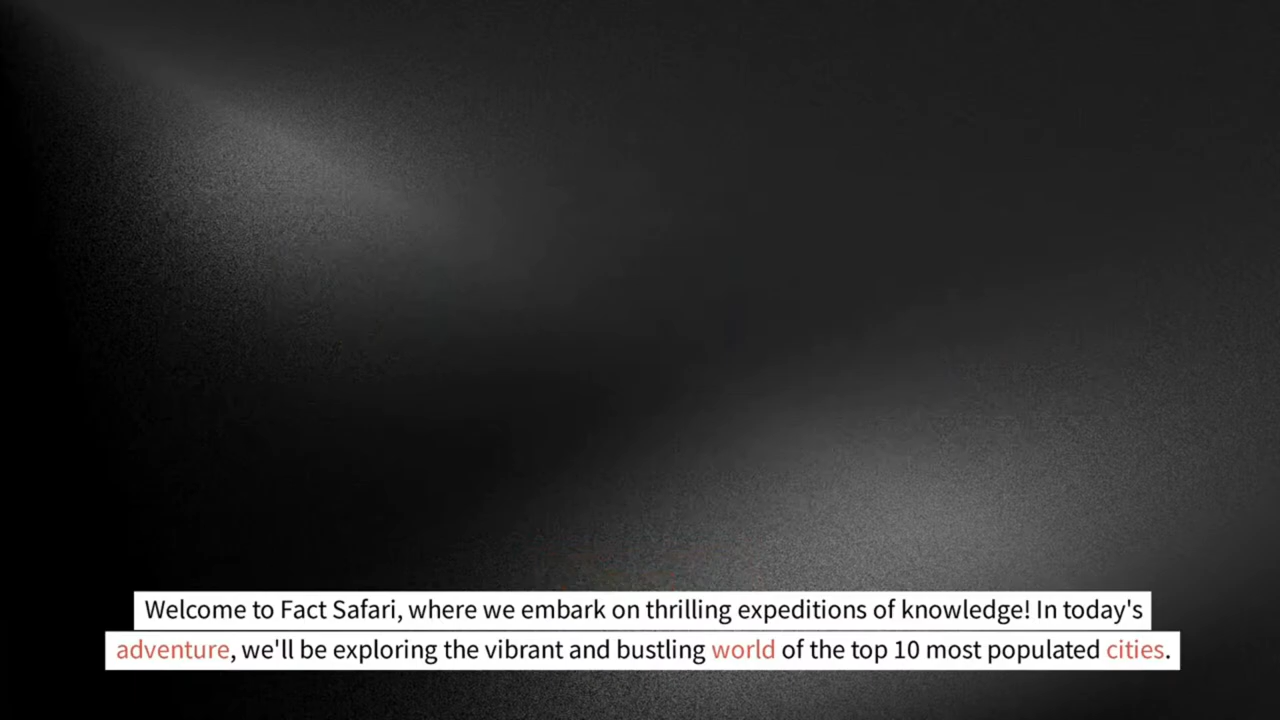 Welcome to Fact Safari, where we embark on thrilling expeditions of knowledge! In today's
adventure, we'll be exploring the vibrant and bustling world of the top 10 most populated cities.